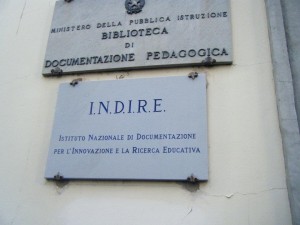 MINISTERO DELLA PUBBLICA ISTRUZIONE
BIBLIOTECA
DI
DOCUMENTAZIONE PEDAGOGICA
I.N.D.I.R.E.
ISTITUTO NAZIONALE DI DOCUMENTAZIONE
PER L'INNOVAZIONE E LA RICERCA EDUCATIVA